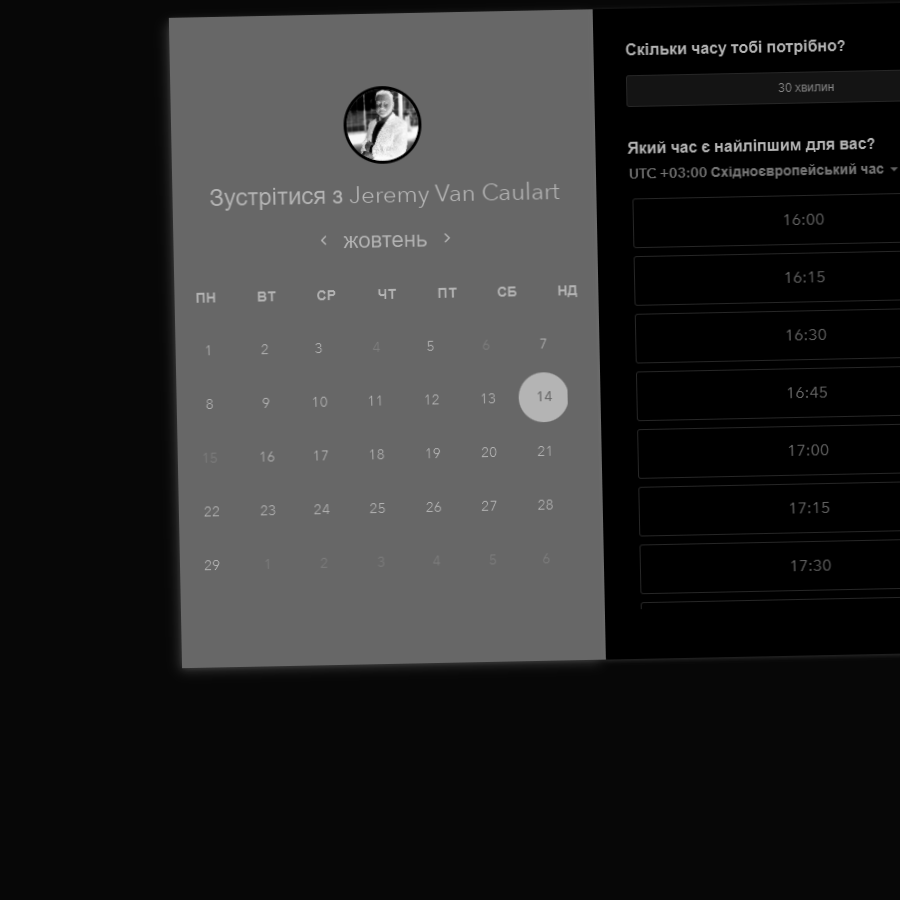 Зустрітися з Jeremy Van Caulart
жовтень
ПН ВТ СР ЧТ ПТ СБ НД
1 2 3 4 5 6 7
8 9 10 11 12 13 14
15 16 17 18 19 20 21
22 23 24 25 26 27 28
29 1 2 3 4 5 6
Скільки часу тобі потрібно?
30 хвилин
Який час є найліпшим для вас?
UTC +03:00 Східноєвропейський час
16:00
16:15
16:30
16:45
17:00
17:15
17:30